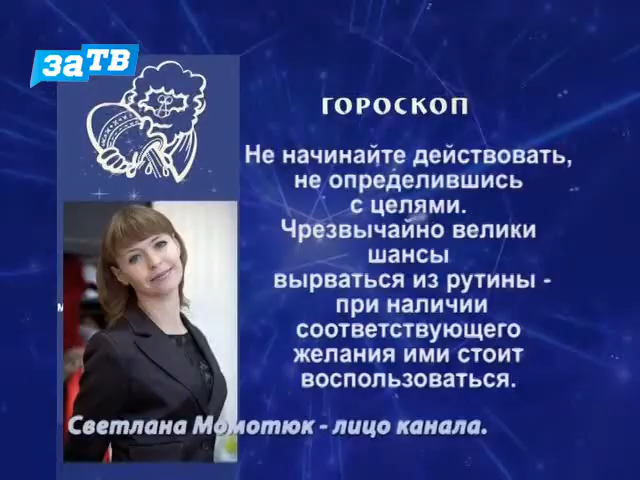 заТВ
ГОРОСКОП
Не начинайте действовать,
не определившись
с целями.
Чрезвычайно велики
шансы
вырваться из рутины -
при наличии
соответствующего
желания ими стоит
воспользоваться.
м
Светлана Момотюк - лицо канала.